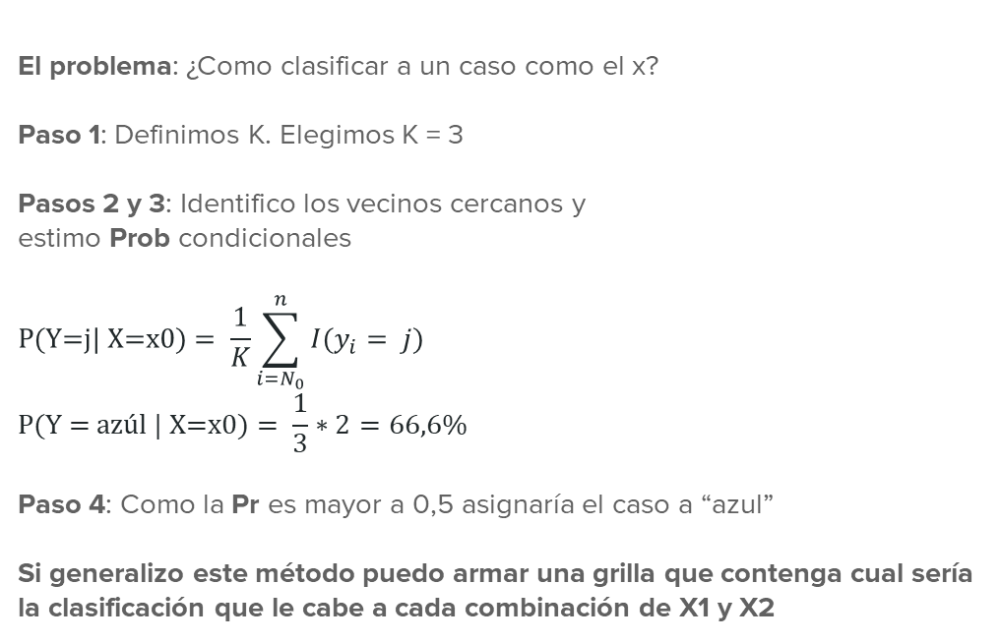 El problema: ¿Como clasificar a un caso como el x?
Paso 1: Definimos K. Elegimos K = 3
Pasos 2 y 3: Identifico los vecinos cercanos y
estimo Prob condicionales
P(Y=j| X=x0) = \frac{1}{K} \sum_{i=N_0}^{n} I(y_i = j)
P(Y = azúl | X=x0) = \frac{1}{3} * 2 = 66,6%
Paso 4: Como la Pr es mayor a 0,5 asignaría el caso a “azul”
Si generalizo este método puedo armar una grilla que contenga cual sería
la clasificación que le cabe a cada combinación de X1 y X2